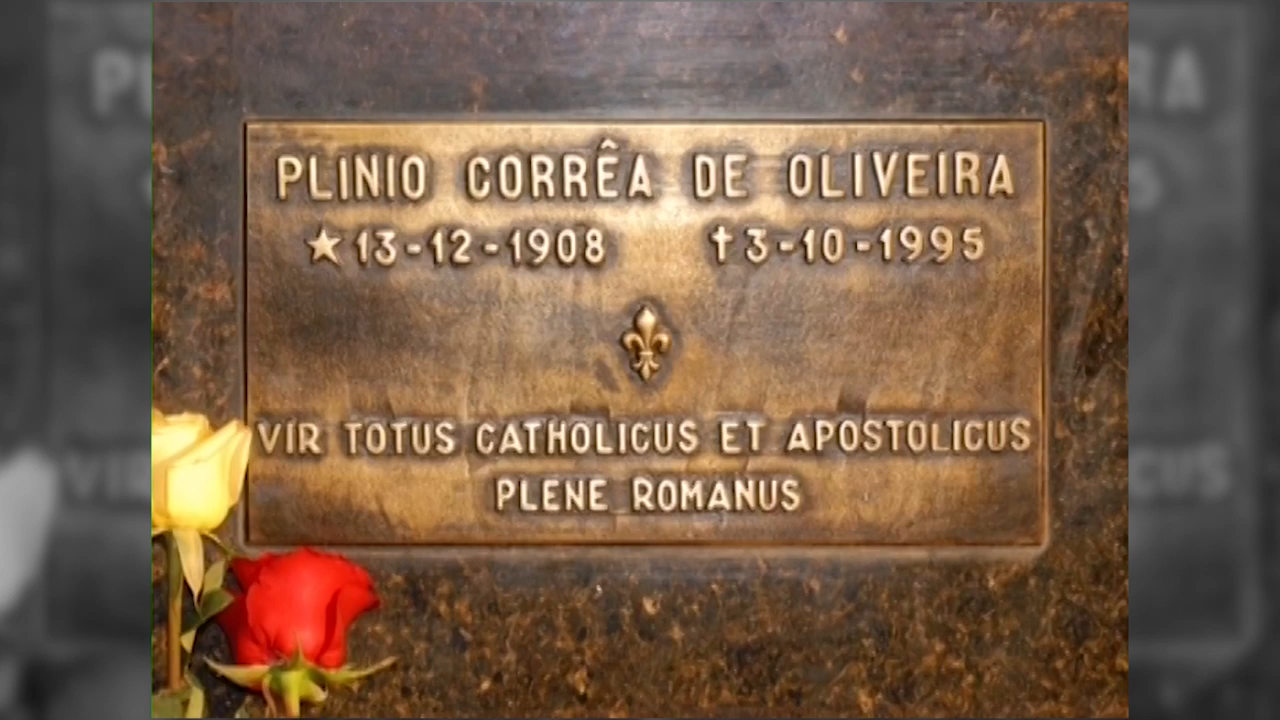 PLINIO CORRÊA DE OLIVEIRA
★13-12-1908 ✝3-10-1995
VIR TOTUS CATHOLICUS ET APOSTOLICUS
PLENE ROMANUS